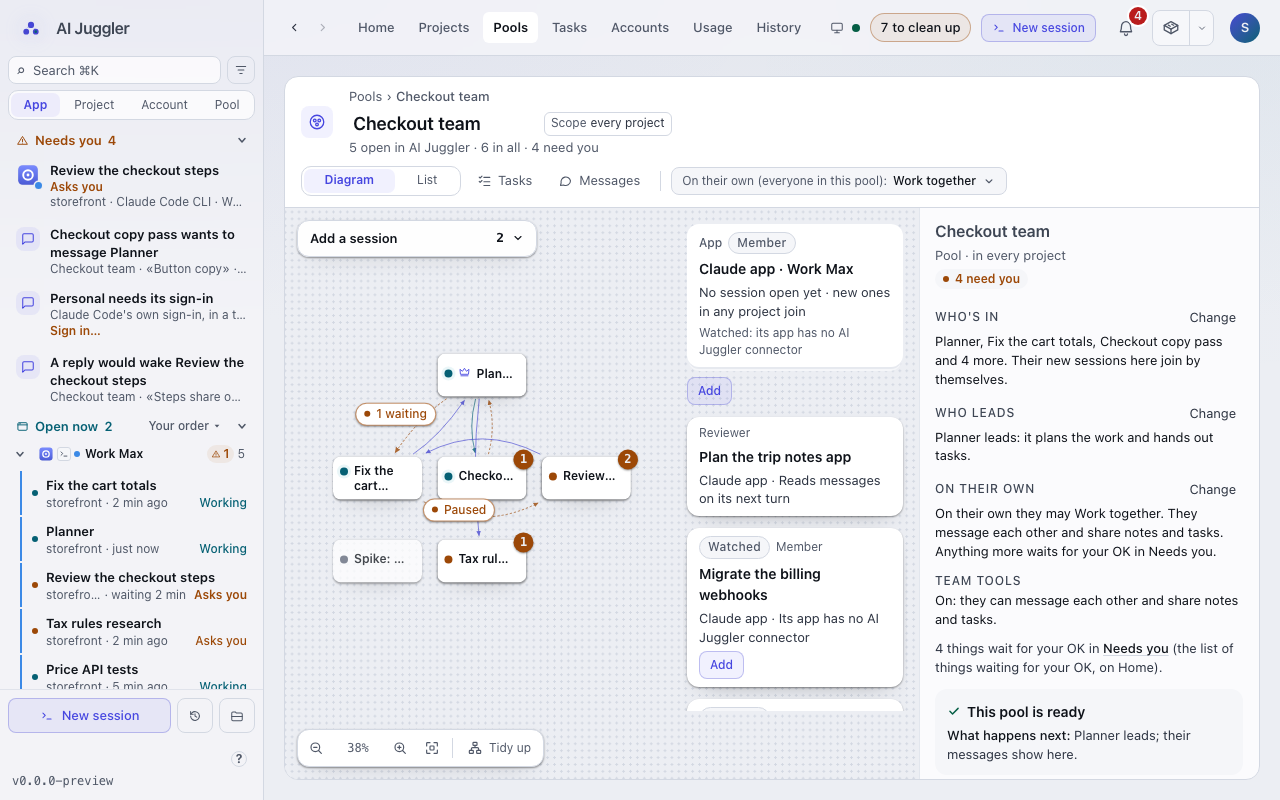 AI Juggler
Search ⌘K
App Project Account Pool
Needs you 4
Review the checkout steps
Asks you
storefront · Claude Code CLI · W…
Checkout copy pass wants to
message Planner
Checkout team · «Button copy» ·…
Personal needs its sign-in
Claude Code's own sign-in, in a t…
Sign in…
A reply would wake Review the
checkout steps
Checkout team · «Steps share o…
Open now 2 Your order
Work Max 1 5
Fix the cart totals
storefront · 2 min ago Working
Planner
storefront · just now Working
Review the checkout steps
storefro… · waiting 2 min Asks you
Tax rules research
storefront · 2 min ago Asks you
Price API tests
storefront · 5 min ago Working
New session
?
v0.0.0-preview
Home Projects Pools Tasks Accounts Usage History
7 to clean up
New session
4
S
Pools › Checkout team
Checkout team
Scope every project
5 open in AI Juggler · 6 in all · 4 need you
Diagram List Tasks Messages
On their own (everyone in this pool): Work together
Add a session 2
Plan…
1 waiting
Fix the
cart…
Checko…
1
Review…
2
Paused
Spike: …
Tax rul…
1
38%
Tidy up
App Member
Claude app · Work Max
No session open yet · new ones
in any project join
Watched: its app has no AI
Juggler connector
Add
Reviewer
Plan the trip notes app
Claude app · Reads messages
on its next turn
Watched Member
Migrate the billing
webhooks
Claude app · Its app has no AI
Juggler connector
Add
Checkout team
Pool · in every project
4 need you
WHO'S IN Change
Planner, Fix the cart totals, Checkout copy pass
and 4 more. Their new sessions here join by
themselves.
WHO LEADS Change
Planner leads: it plans the work and hands out
tasks.
ON THEIR OWN Change
On their own they may Work together. They
message each other and share notes and tasks.
Anything more waits for your OK in Needs you.
TEAM TOOLS
On: they can message each other and share notes
and tasks.
4 things wait for your OK in Needs you (the list of
things waiting for your OK, on Home).
This pool is ready
What happens next: Planner leads; their
messages show here.